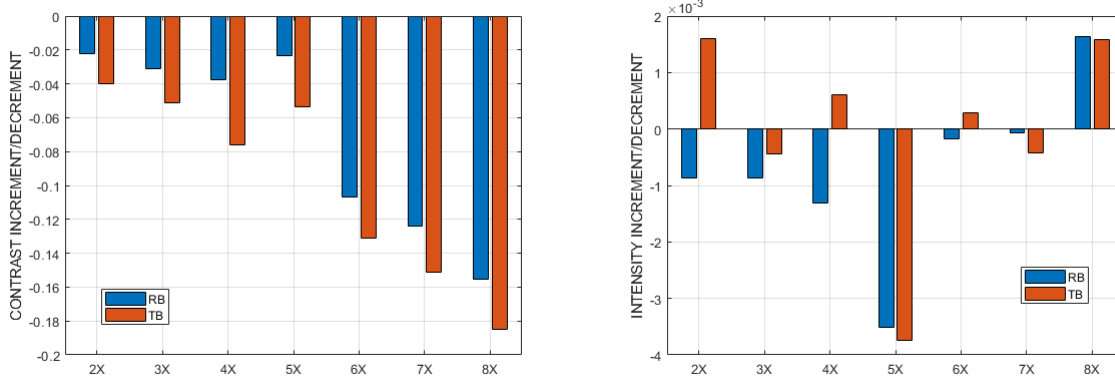 CONTRAST INCREMENT/DECREMENT
0
-0.02
-0.04
-0.06
-0.08
-0.1
-0.12
-0.14
-0.16
-0.18
-0.2
RB
TB
2X 3X 4X 5X 6X 7X 8X
INTENSITY INCREMENT/DECREMENT
×10⁻³
2
1
0
-1
-2
-3
-4
RB
TB
2X 3X 4X 5X 6X 7X 8X